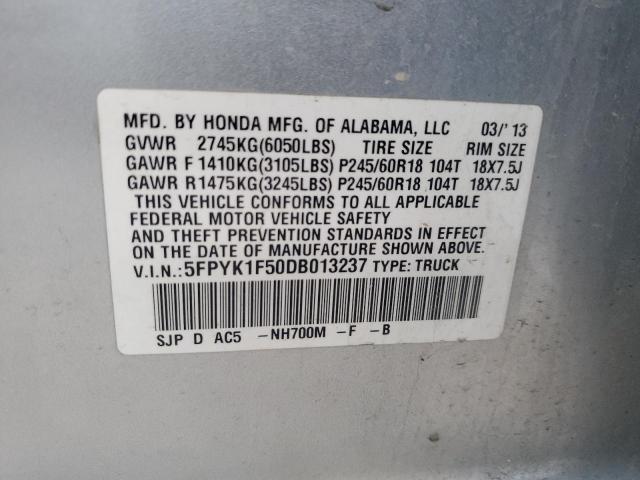 MFD. BY HONDA MFG. OF ALABAMA, LLC 03/'13
GVWR 2745KG(6050LBS) TIRE SIZE RIM SIZE
GAWR F 1410KG(3105LBS) P245/60R18 104T 18X7.5J
GAWR R1475KG(3245LBS) P245/60R18 104T 18X7.5J
THIS VEHICLE CONFORMS TO ALL APPLICABLE
FEDERAL MOTOR VEHICLE SAFETY
AND THEFT PREVENTION STANDARDS IN EFFECT
ON THE DATE OF MANUFACTURE SHOWN ABOVE.
V.I.N.:5FPYK1F50DB013237 TYPE: TRUCK
SJP D AC5 -NH700M -F -B